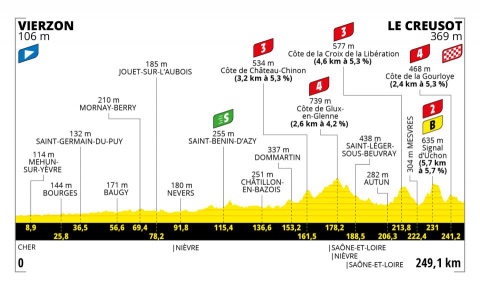 VIERZON
106 m
LE CREUSOT
369 m
3
577 m
Côte de la Croix de la Libération
(4,6 km à 5,3 %)
3
534 m
Côte de Château-Chinon
(3,2 km à 5,3 %)
4
468 m
Côte de la Gourloye
(2,4 km à 5,3 %)
185 m
JOUET-SUR-L'AUBOIS
4
739 m
Côte de Glux-
en-Glenne
(2,6 km à 4,2 %)
210 m
MORNAY-BERRY
S
255 m
SAINT-BENIN-D'AZY
2
B
635 m
Signal
d'Uchon
(5,7 km
à 5,7 %)
132 m
SAINT-GERMAIN-DU-PUY
438 m
SAINT-LÉGER-
SOUS-BEUVRAY
304 m MESVRES
337 m
DOMMARTIN
114 m
MEHUN-
SUR-YÈVRE
251 m
CHÂTILLON-
EN-BAZOIS
282 m
AUTUN
144 m
BOURGES
171 m
BAUGY
180 m
NEVERS
8,9
36,5
56,6
69,4
91,8
115,4
136,6
153,2
178,2
213,8
231
25,8
78,2
161,5
188,5
206,3
222,4
241,2
CHER
|NIÈVRE
|SAÔNE-ET-LOIRE
|NIÈVRE
|SAÔNE-ET-LOIRE
0
249,1 km